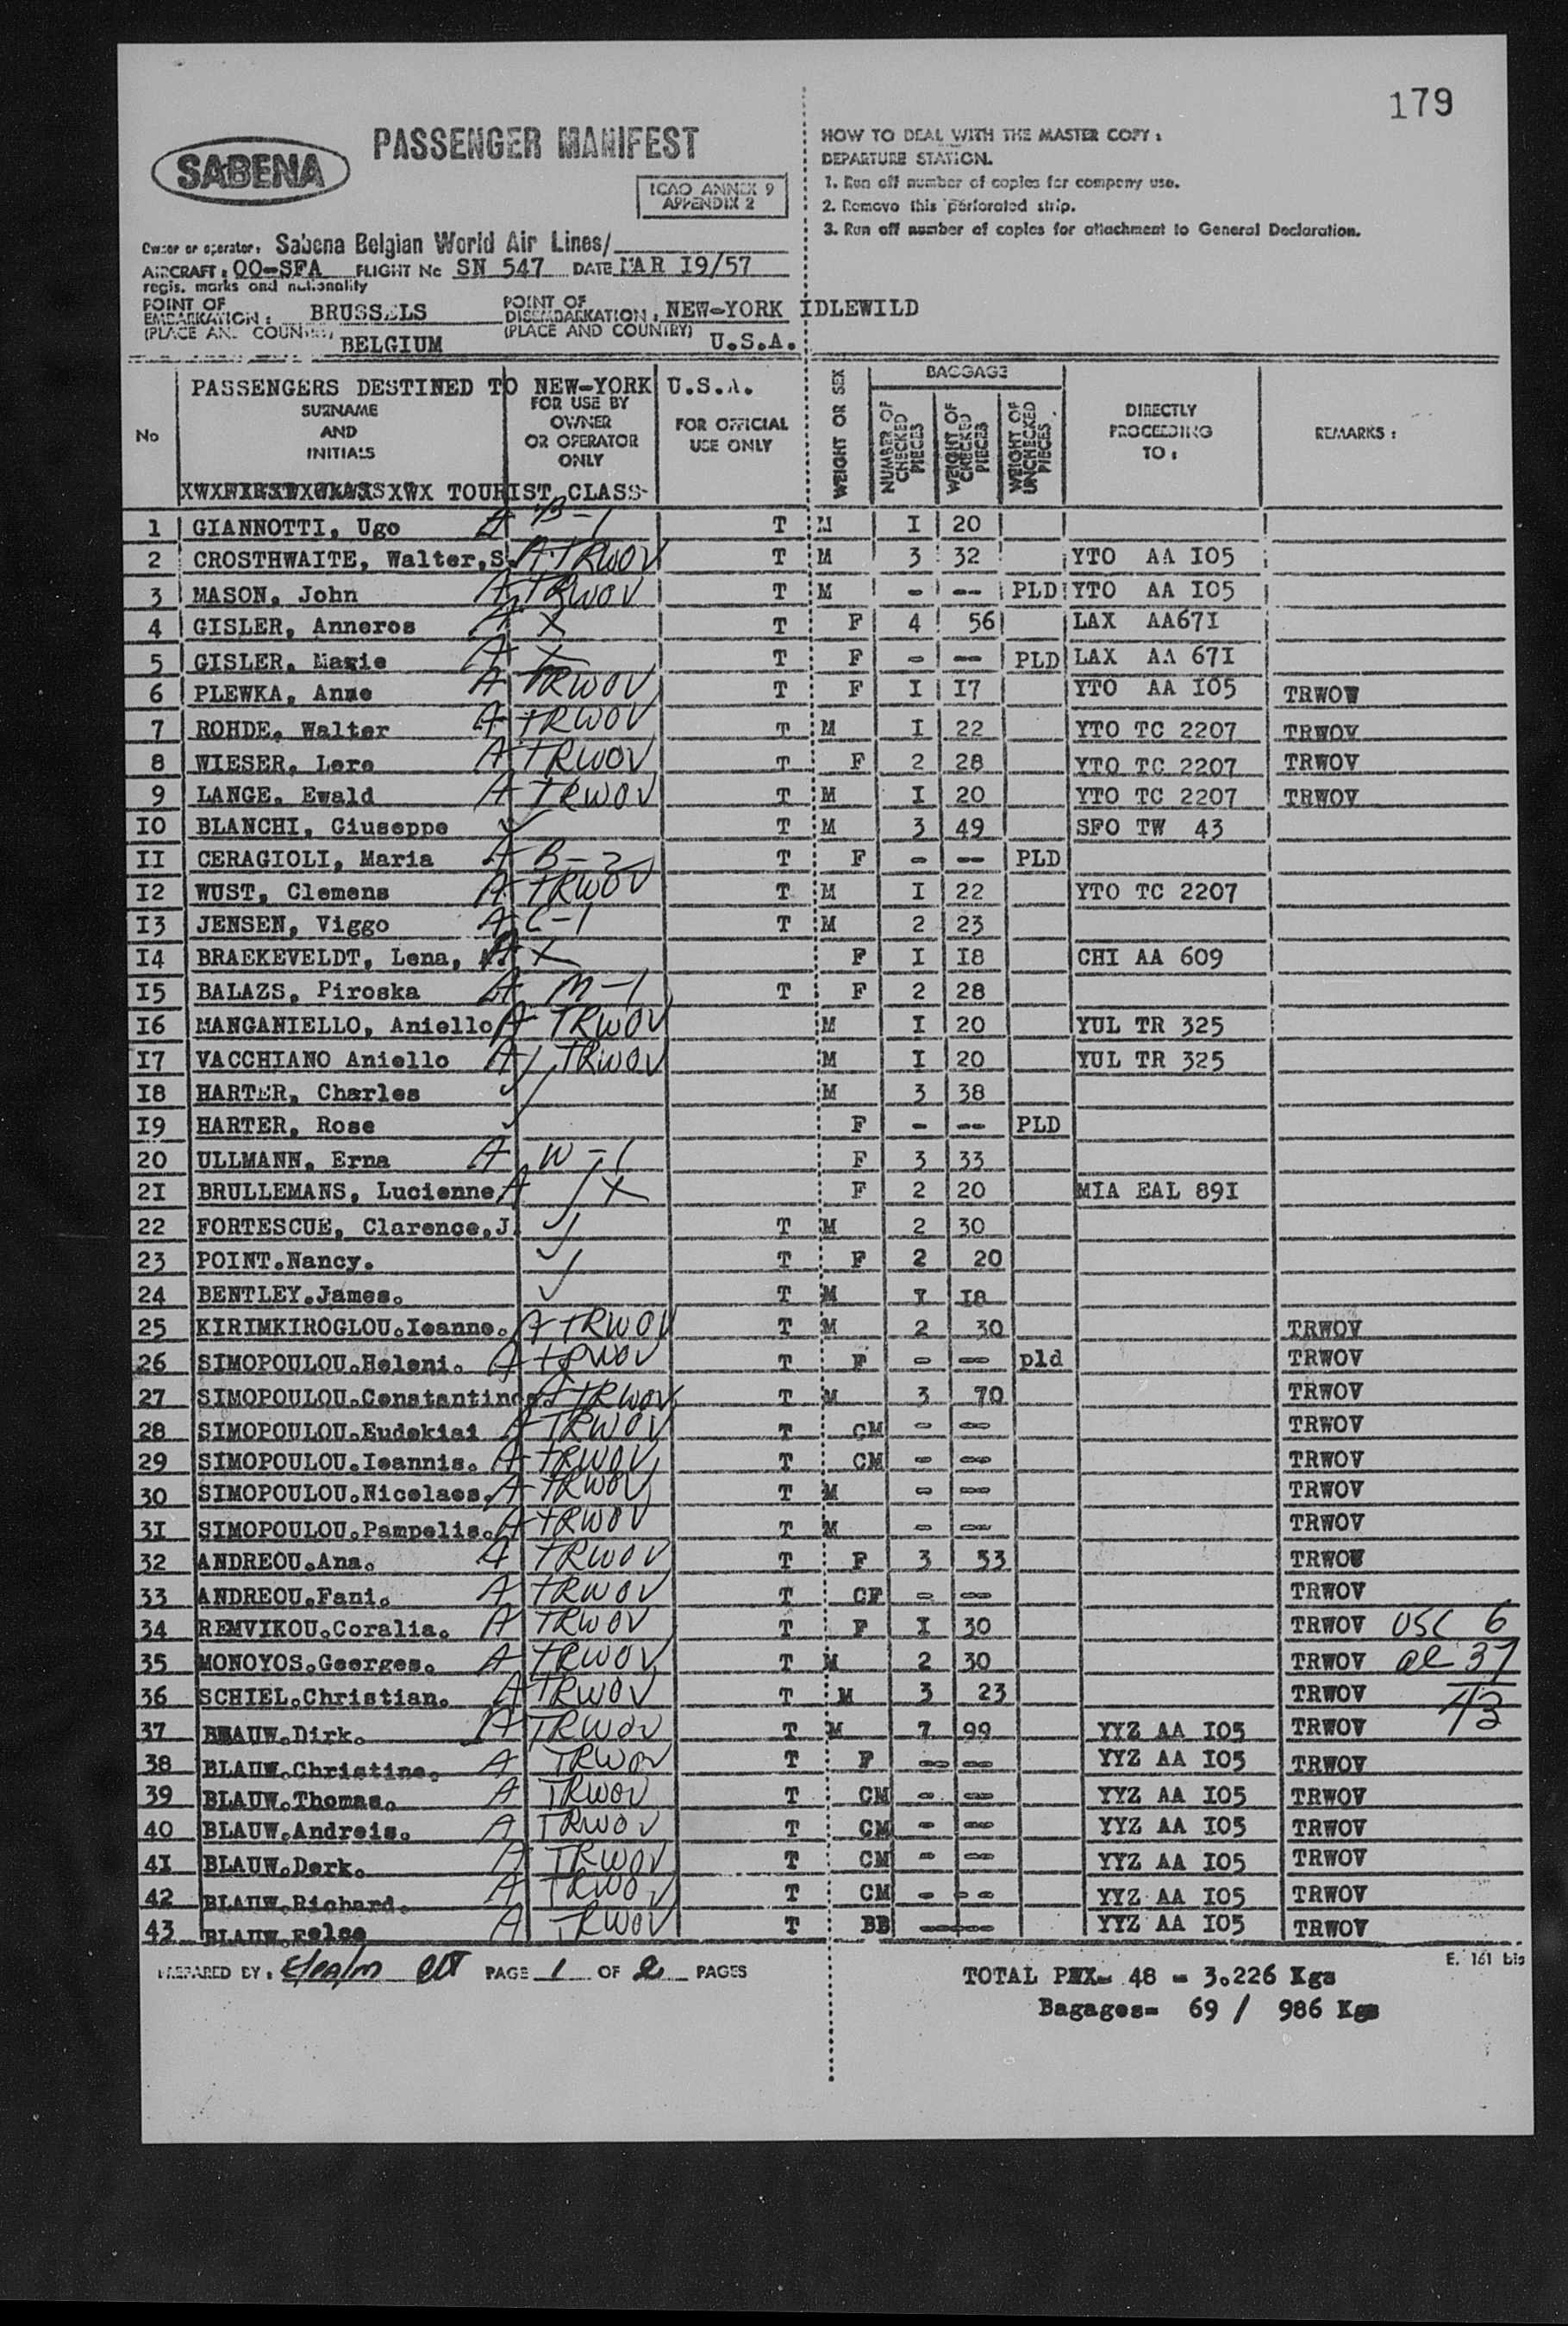 179
SABENA
PASSENGER MANIFEST
ICAO ANNEX 9
APPENDIX 2
HOW TO DEAL WITH THE MASTER COPY :
DEPARTURE STATION.
1. Run off number of copies for company use.
2. Remove this perforated strip.
3. Run off number of copies for attachment to General Declaration.
Owner or operator. Sabena Belgian World Air Lines/
AIRCRAFT : OO-SFA FLIGHT No SN 547 DATE MAR I9/57
regis. marks and nationality
POINT OF EMBARKATION : BRUSSELS POINT OF DISEMBARKATION : NEW-YORK IDLEWILD
(PLACE AND COUNTRY) BELGIUM (PLACE AND COUNTRY) U.S.A.
PASSENGERS DESTINED TO NEW-YORK U.S.A.
No SURNAME AND INITIALS FOR USE BY OWNER OR OPERATOR ONLY FOR OFFICIAL USE ONLY WEIGHT OR SEX BAGGAGE NUMBER OF CHECKED PIECES WEIGHT OF CHECKED PIECES WEIGHT OF UNCHECKED PIECES DIRECTLY PROCEEDING TO : REMARKS :
TOURIST CLASS-
1 GIANNOTTI, Ugo A B-1 T M I 20
2 CROSTHWAITE, Walter,S. A TRWOV T M 3 32 YTO AA I05
3 MASON, John A TRWOV T M - -- PLD YTO AA I05
4 GISLER, Anneros A X T F 4 56 LAX AA67I
5 GISLER, Marie A X T F - -- PLD LAX AA 67I
6 PLEWKA, Anne A TRWOV T F I I7 YTO AA I05 TRWOW
7 ROHDE, Walter A TRWOV T M I 22 YTO TC 2207 TRWOV
8 WIESER, Lore A TRWOV T F 2 28 YTO TC 2207 TRWOV
9 LANGE, Ewald A TRWOV T M I 20 YTO TC 2207 TRWOV
I0 BLANCHI, Giuseppe ✓ T M 3 49 SFO TW 43
II CERAGIOLI, Maria A B-2 T F - -- PLD
I2 WUST, Clemens A TRWOV T M I 22 YTO TC 2207
I3 JENSEN, Viggo A C-1 T M 2 23
I4 BRAEKEVELDT, Lena, A X F I I8 CHI AA 609
I5 BALAZS, Piroska A M-1 T F 2 28
I6 MANGANIELLO, Aniello A TRWOV M I 20 YUL TR 325
I7 VACCHIANO Aniello A TRWOV M I 20 YUL TR 325
I8 HARTER, Charles ✓ M 3 38
I9 HARTER, Rose ✓ F - -- PLD
20 ULLMANN, Erna A W-1 F 3 33
2I BRULLEMANS, Lucienne A X F 2 20 MIA EAL 89I
22 FORTESCUE, Clarence,J. ✓ T M 2 30
23 POINT.Nancy. ✓ T F 2 20
24 BENTLEY.James. ✓ T M I I8
25 KIRIMKIROGLOU.Ioanne. A TRWOV T M 2 30 TRWOV
26 SIMOPOULOU.Heleni. A TRWOV T F - -- pld TRWOV
27 SIMOPOULOU.Constantinos A TRWOV T M 3 70 TRWOV
28 SIMOPOULOU.Eudokiai A TRWOV T CM - -- TRWOV
29 SIMOPOULOU.Ioannis. A TRWOV T CM - -- TRWOV
30 SIMOPOULOU.Nicolaos. A TRWOV T M - -- TRWOV
3I SIMOPOULOU.Pampelis. A TRWOV T M - -- TRWOV
32 ANDREOU.Ana. A TRWOV T F 3 53 TRWOV
33 ANDREOU.Fani. A TRWOV T CF - -- TRWOV
34 REMVIKOU.Coralia. A TRWOV T F I 30 TRWOV USC 6
35 MONOYOS.Georges. A TRWOV T M 2 30 TRWOV al 37
36 SCHIEL.Christian. A TRWOV T M 3 23 TRWOV 43
37 BLAUW.Dirk. A TRWOV T M 7 99 YYZ AA I05 TRWOV
38 BLAUW.Christine. A TRWOV T F -- -- YYZ AA I05 TRWOV
39 BLAUW.Thomas. A TRWOV T CM - -- YYZ AA I05 TRWOV
40 BLAUW.Andreis. A TRWOV T CM - -- YYZ AA I05 TRWOV
4I BLAUW.Derk. A TRWOV T CM - -- YYZ AA I05 TRWOV
42 BLAUW.Richard. A TRWOV T CM - -- YYZ AA I05 TRWOV
43 BLAUW.Eelco A TRWOV T BB ---- YYZ AA I05 TRWOV
E. 161 bis
PREPARED BY : PAGE 1 OF 2 PAGES
TOTAL PAX- 48 - 3.226 Kgs
Bagages- 69 / 986 Kgs